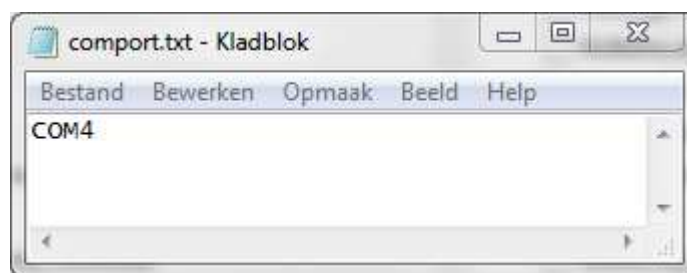 comport.txt - Kladblok
Bestand Bewerken Opmaak Beeld Help
COM4